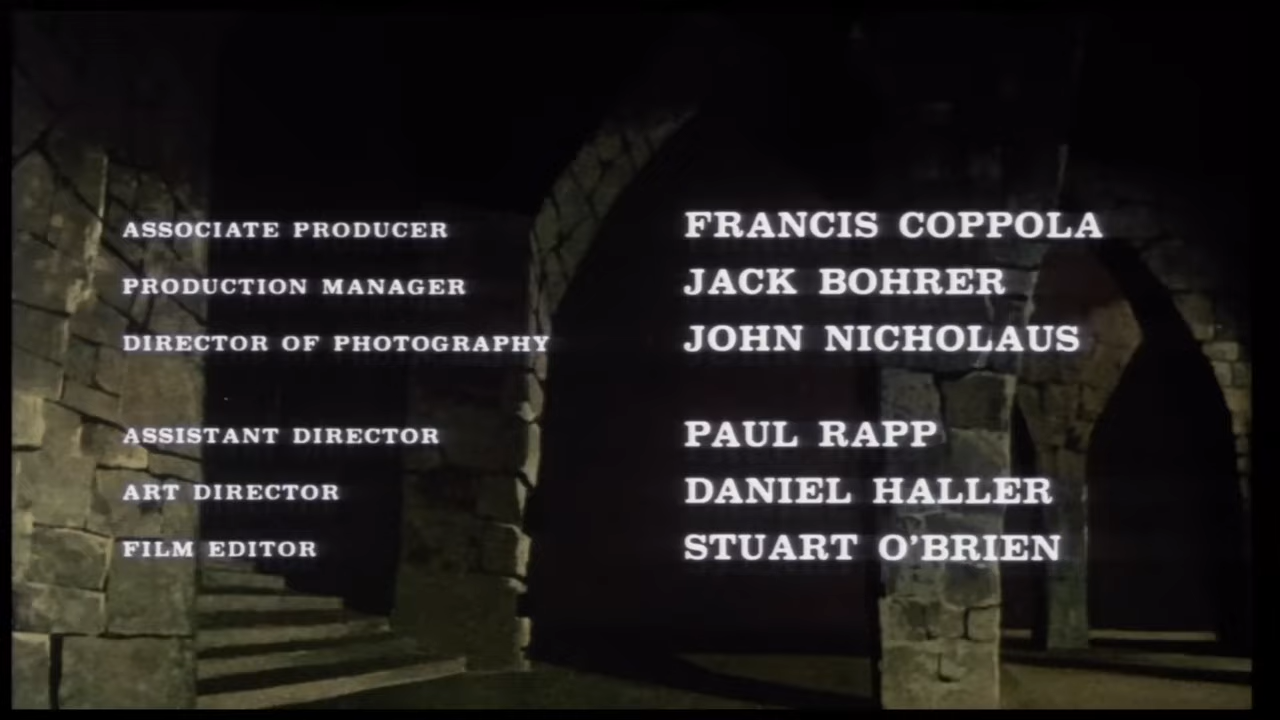 ASSOCIATE PRODUCER FRANCIS COPPOLA
PRODUCTION MANAGER JACK BOHRER
DIRECTOR OF PHOTOGRAPHY JOHN NICHOLAUS
ASSISTANT DIRECTOR PAUL RAPP
ART DIRECTOR DANIEL HALLER
FILM EDITOR STUART O'BRIEN